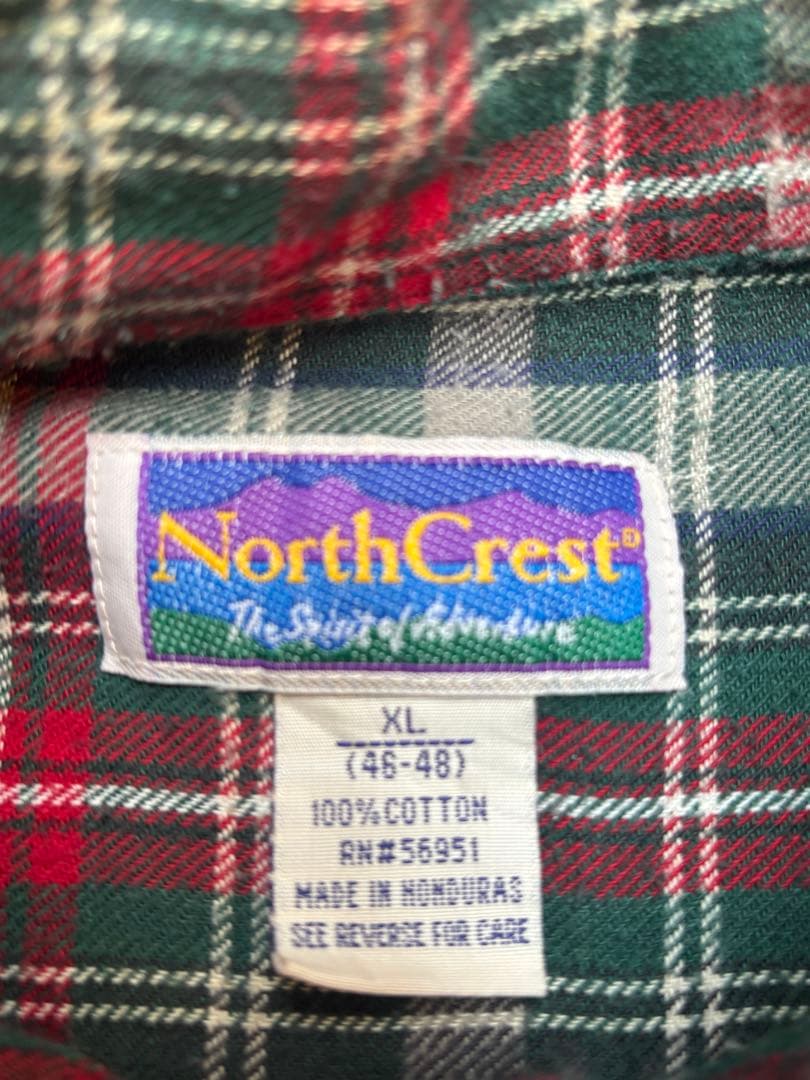 NorthCrest®
The Spirit of Adventure
XL
(46-48)
100% COTTON
RN#56951
MADE IN HONDURAS
SEE REVERSE FOR CARE